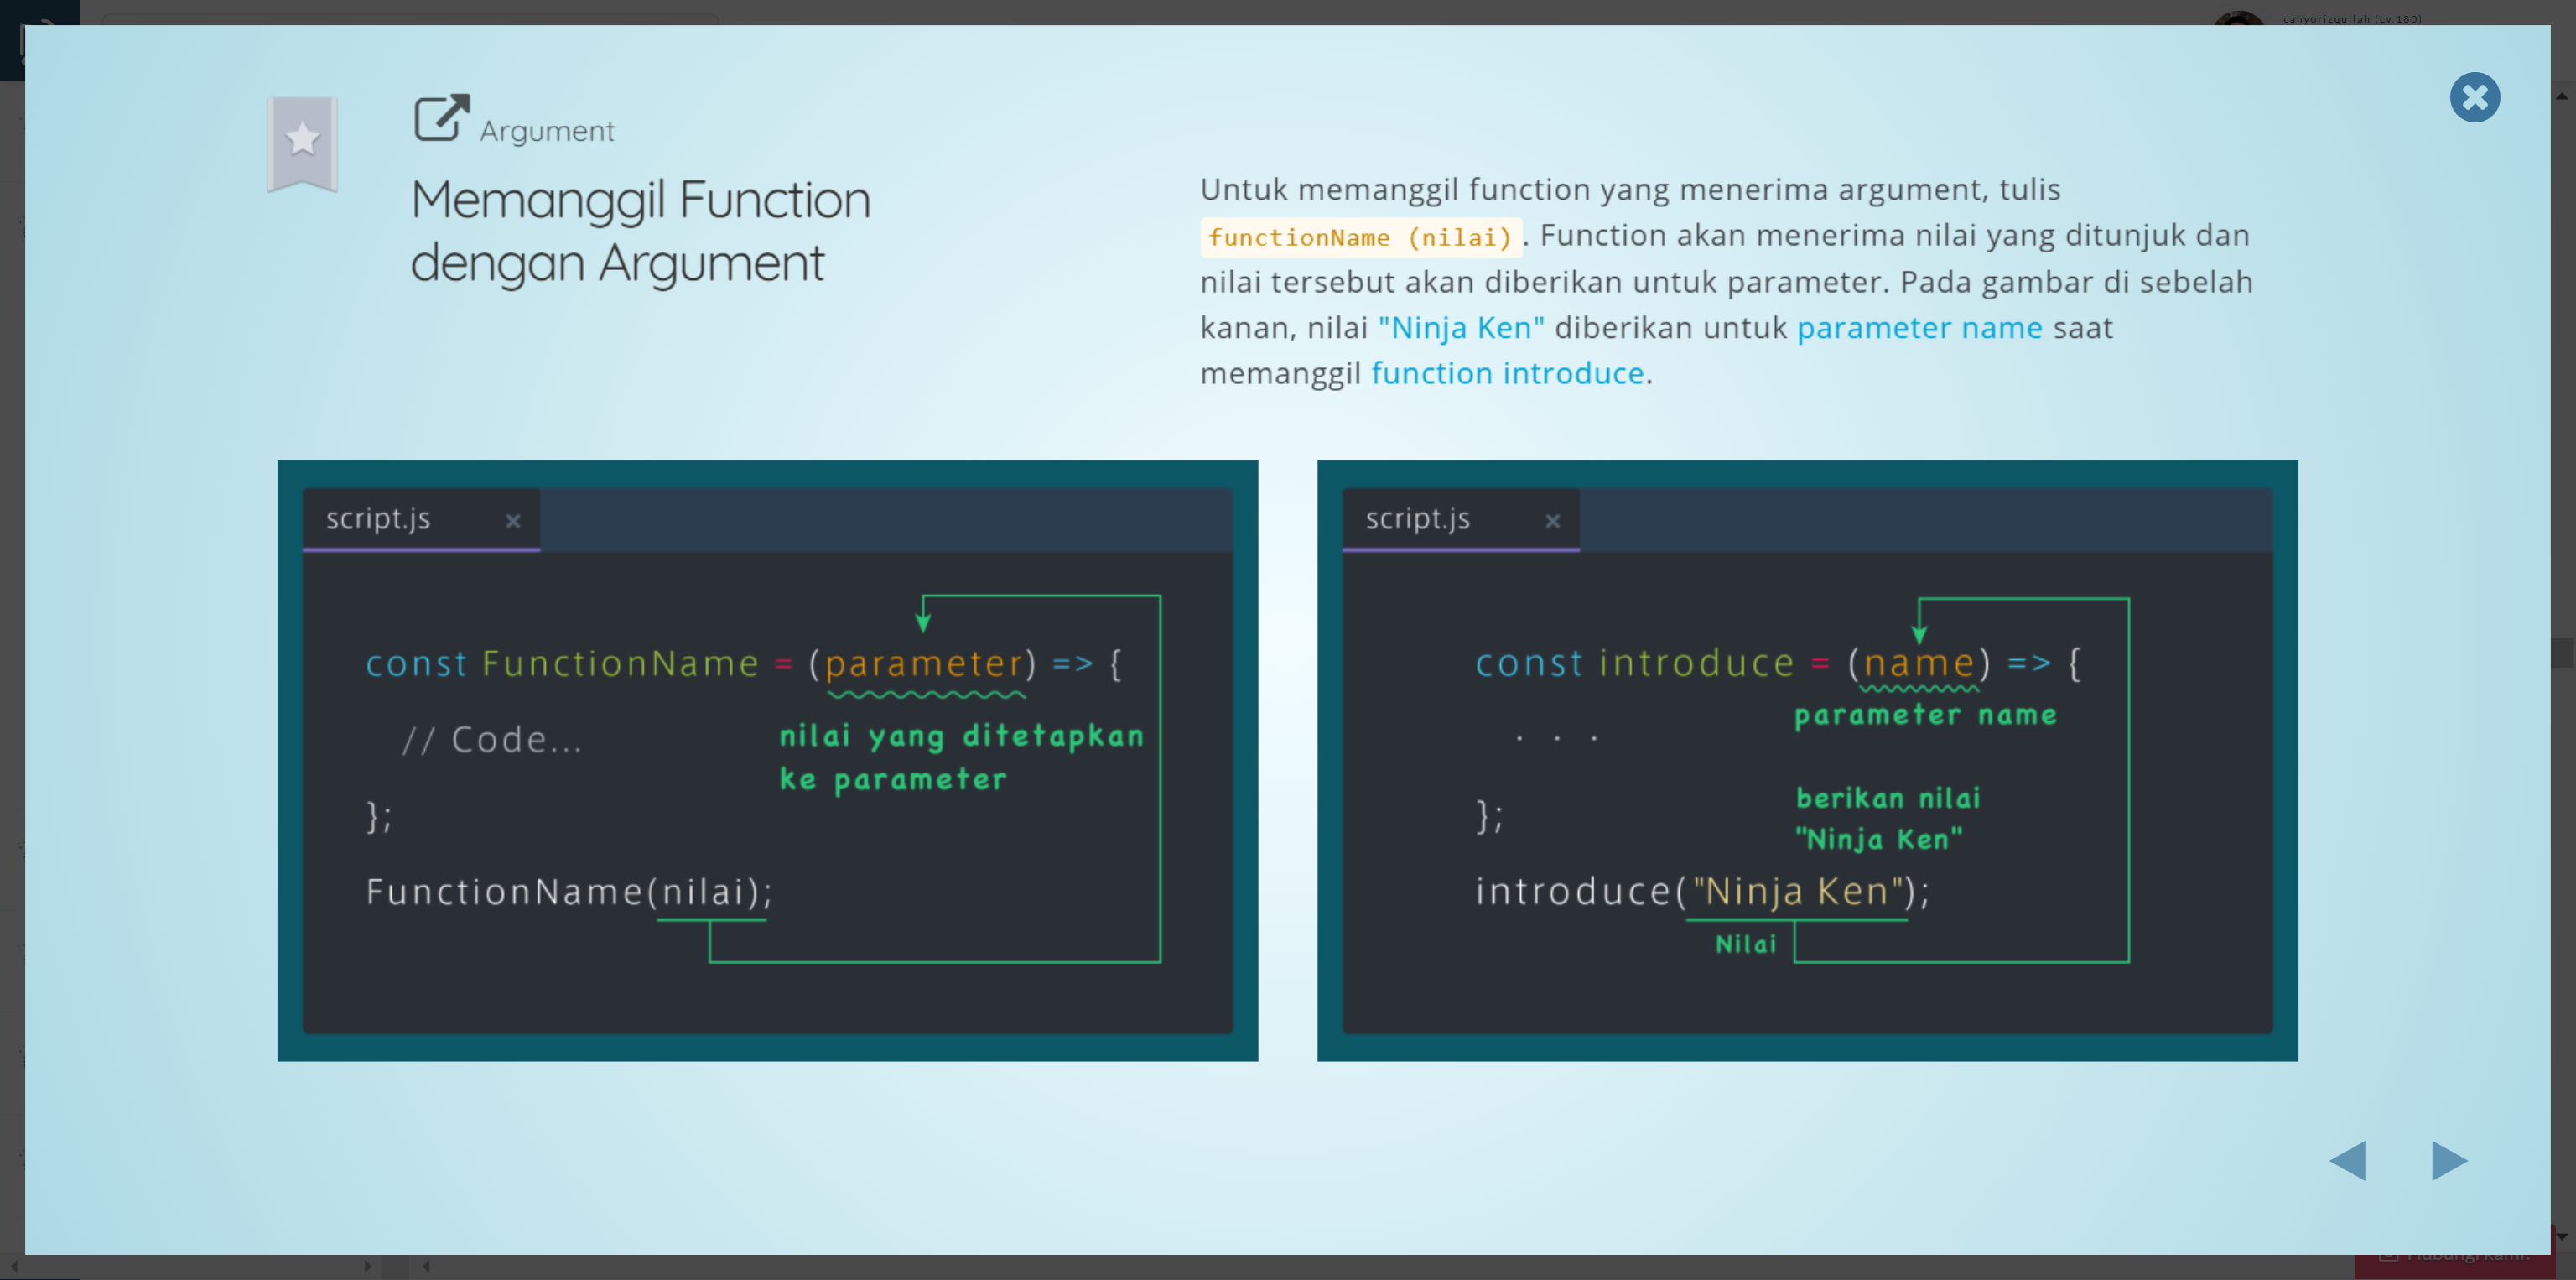 cahyorizqullah (Lv.180)
Argument
Memanggil Function
dengan Argument
Untuk memanggil function yang menerima argument, tulis
functionName (nilai) . Function akan menerima nilai yang ditunjuk dan
nilai tersebut akan diberikan untuk parameter. Pada gambar di sebelah
kanan, nilai "Ninja Ken" diberikan untuk parameter name saat
memanggil function introduce.
script.js
const FunctionName = (parameter) => {
// Code...
nilai yang ditetapkan
ke parameter
};
FunctionName(nilai);
script.js
const introduce = (name) => {
parameter name
. . .
berikan nilai
"Ninja Ken"
};
introduce("Ninja Ken");
Nilai
Hubungi kami!